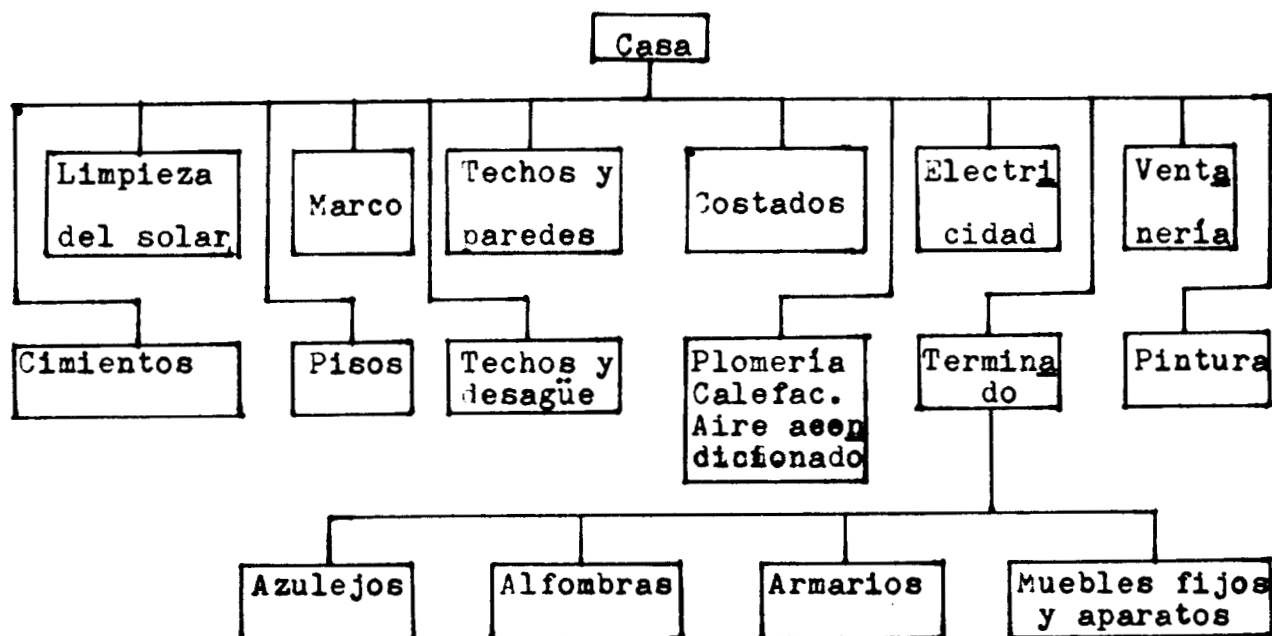 Casa
Limpieza
del solar
Marco
Techos y
paredes
Costados
Electri
cidad
Venta
nería
Cimientos
Pisos
Techos y
desagüe
Plomería
Calefac.
Aire acon
dicionado
Termina
do
Pintura
Azulejos
Alfombras
Armarios
Muebles fijos
y aparatos